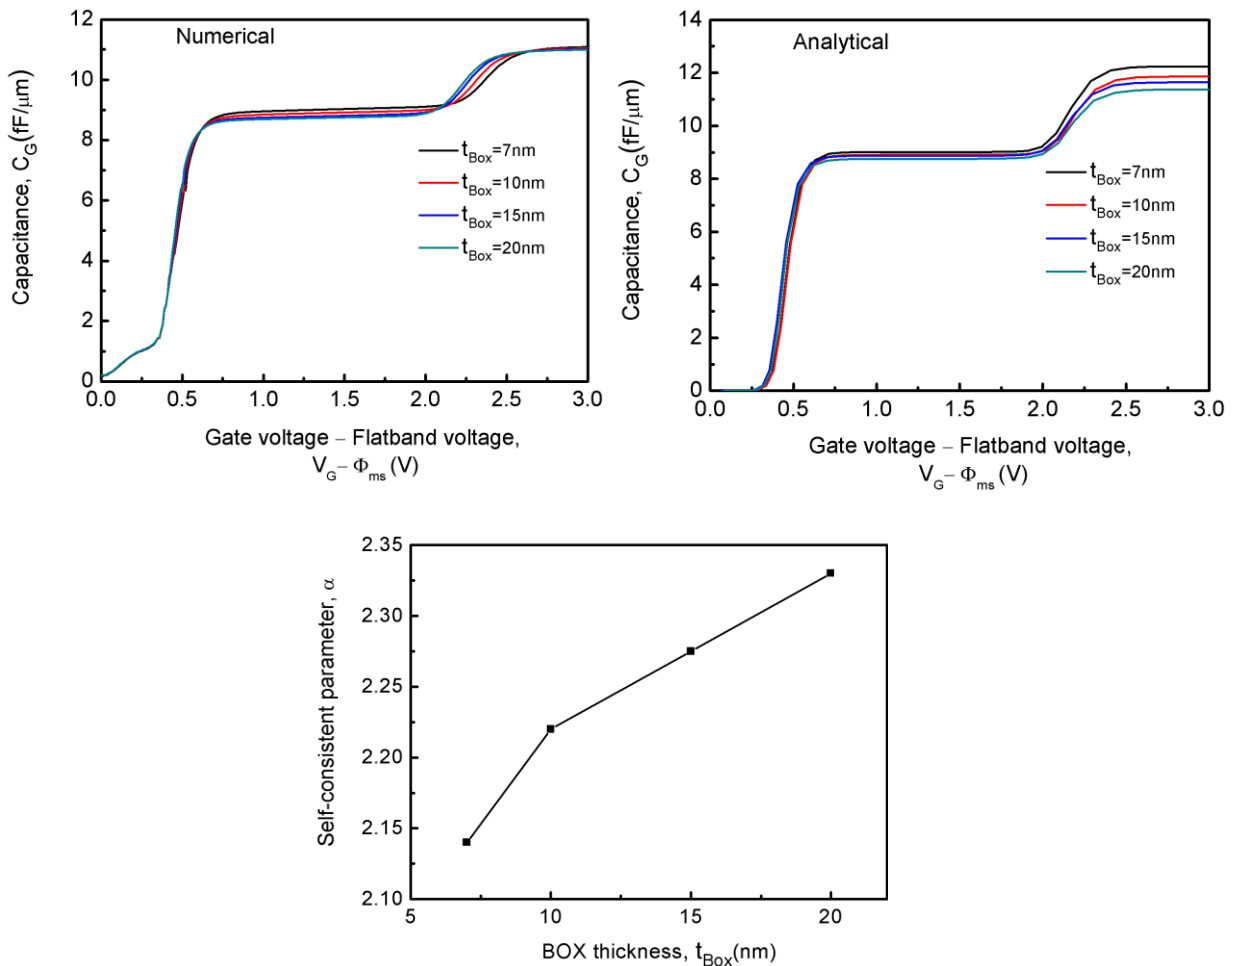 Numerical
Capacitance, C_G(fF/μm)
12
10
8
6
4
2
0
t_Box=7nm
t_Box=10nm
t_Box=15nm
t_Box=20nm
0.0 0.5 1.0 1.5 2.0 2.5 3.0
Gate voltage – Flatband voltage,
V_G– Φ_ms (V)
Analytical
Capacitance, C_G(fF/μm)
14
12
10
8
6
4
2
0
t_Box=7nm
t_Box=10nm
t_Box=15nm
t_Box=20nm
0.0 0.5 1.0 1.5 2.0 2.5 3.0
Gate voltage – Flatband voltage,
V_G– Φ_ms (V)
Self-consistent parameter, α
2.35
2.30
2.25
2.20
2.15
2.10
5 10 15 20
BOX thickness, t_Box(nm)